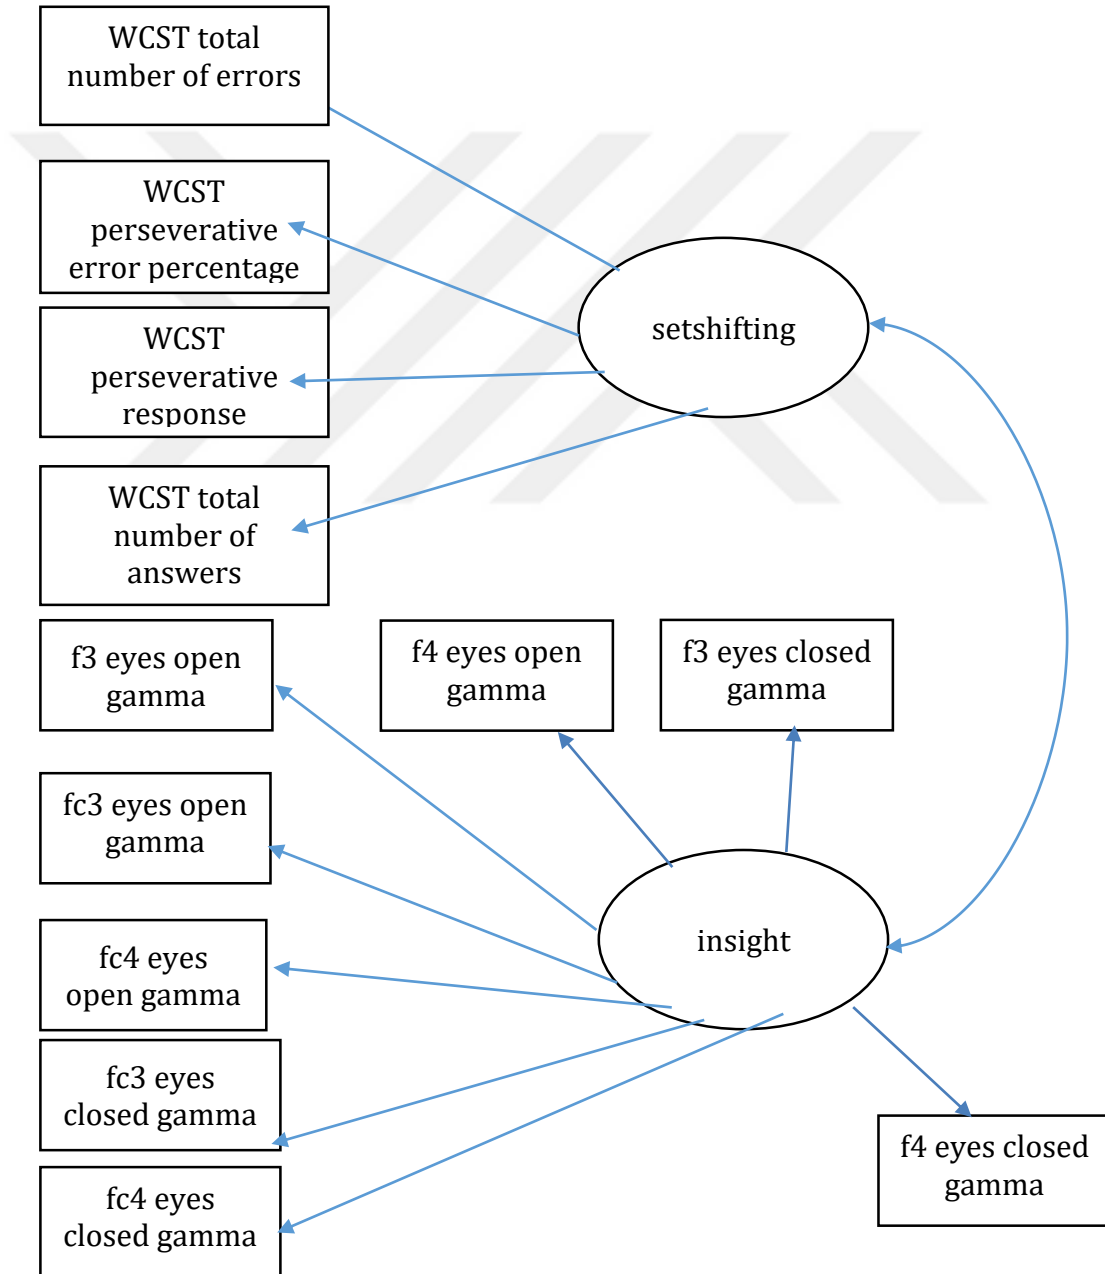 WCST total
number of errors
WCST
perseverative
error percentage
setshifting
WCST
perseverative
response
WCST total
number of
answers
f3 eyes open
gamma
f4 eyes open
gamma
f3 eyes closed
gamma
fc3 eyes open
gamma
insight
fc4 eyes
open gamma
fc3 eyes
closed gamma
f4 eyes closed
gamma
fc4 eyes
closed gamma